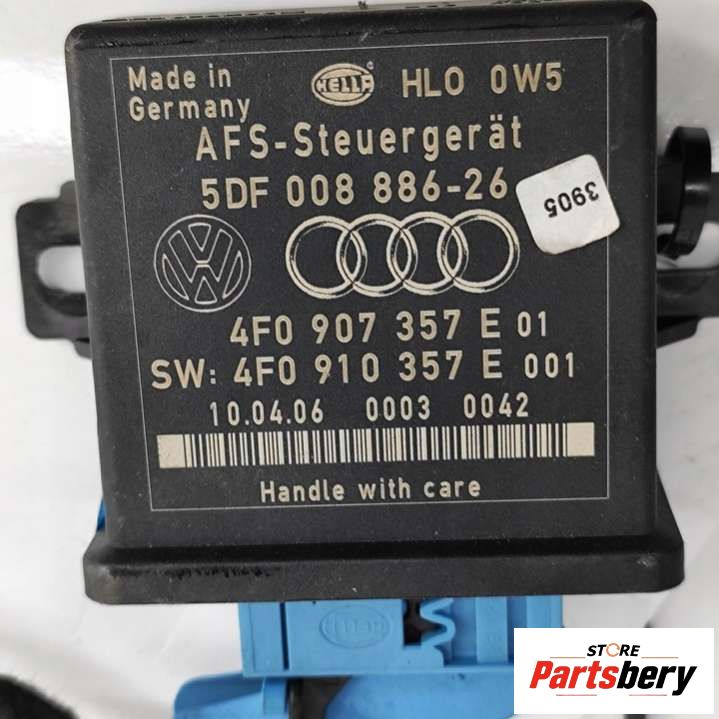 Made in
Germany
HELLA
HLO 0W5
AFS-Steuergerät
5DF 008 886-26
3905
4F0 907 357 E 01
SW: 4F0 910 357 E 001
10.04.06 0003 0042
Handle with care
HELLA
STORE
Partsbery